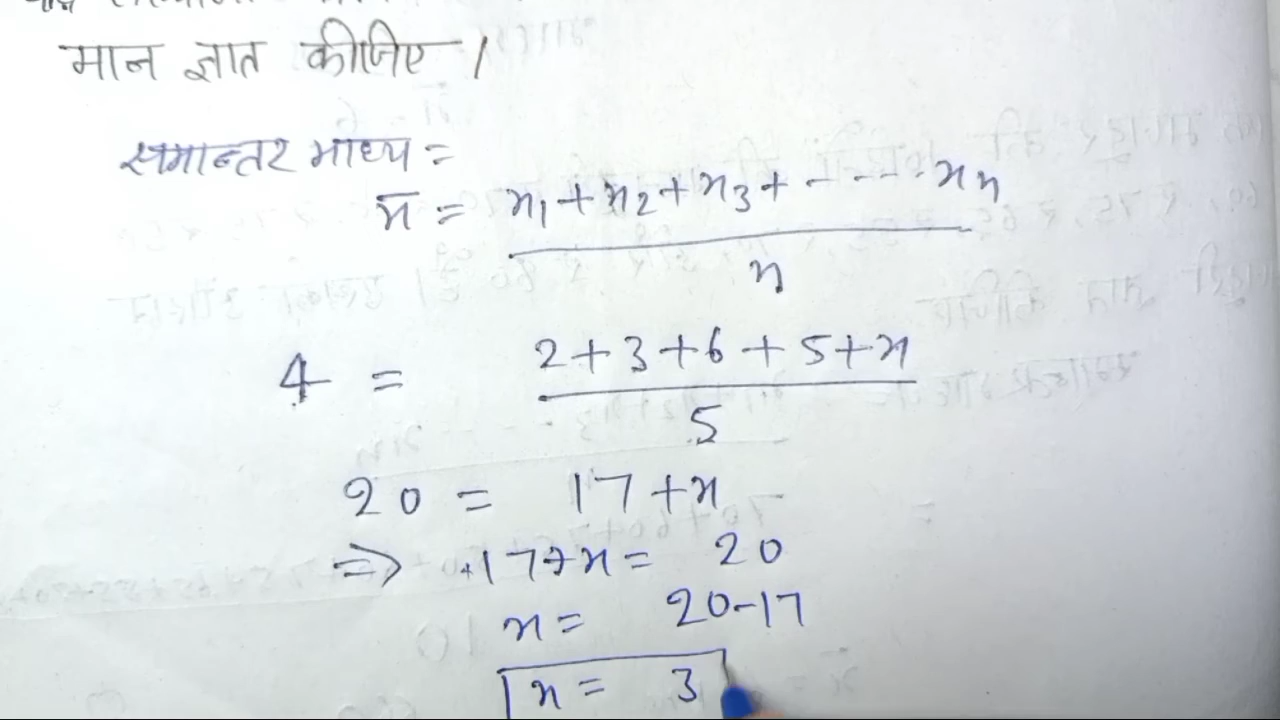 मान ज्ञात कीजिए।
समान्तर माध्य =
x̄ = x₁+x₂+x₃+-----xₙ
n
4 = 2+3+6+5+x
5
20 = 17+x
⇒ 17+x = 20
x = 20-17
x = 3